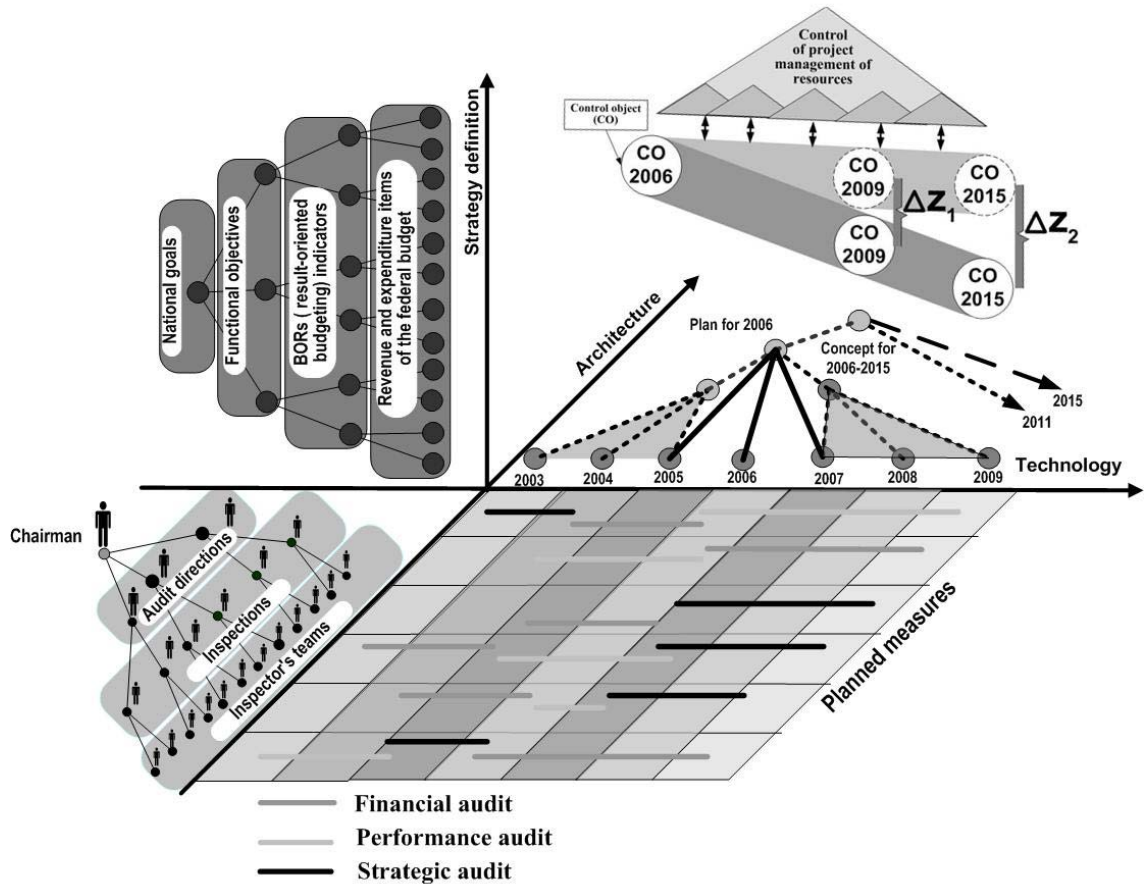 Control
of project
management of
resources
Control object
(CO)
CO
2006
CO
2009
CO
2015
ΔZ1
ΔZ2
CO
2009
CO
2015
Strategy definition
National goals
Functional objectives
BORs ( result-oriented
budgeting) indicators
Revenue and expenditure items
of the federal budget
Architecture
Plan for 2006
Concept for
2006-2015
2015
2011
2003
2004
2005
2006
2007
2008
2009
Technology
Chairman
Audit directions
Inspections
Inspector's teams
Planned measures
Financial audit
Performance audit
Strategic audit